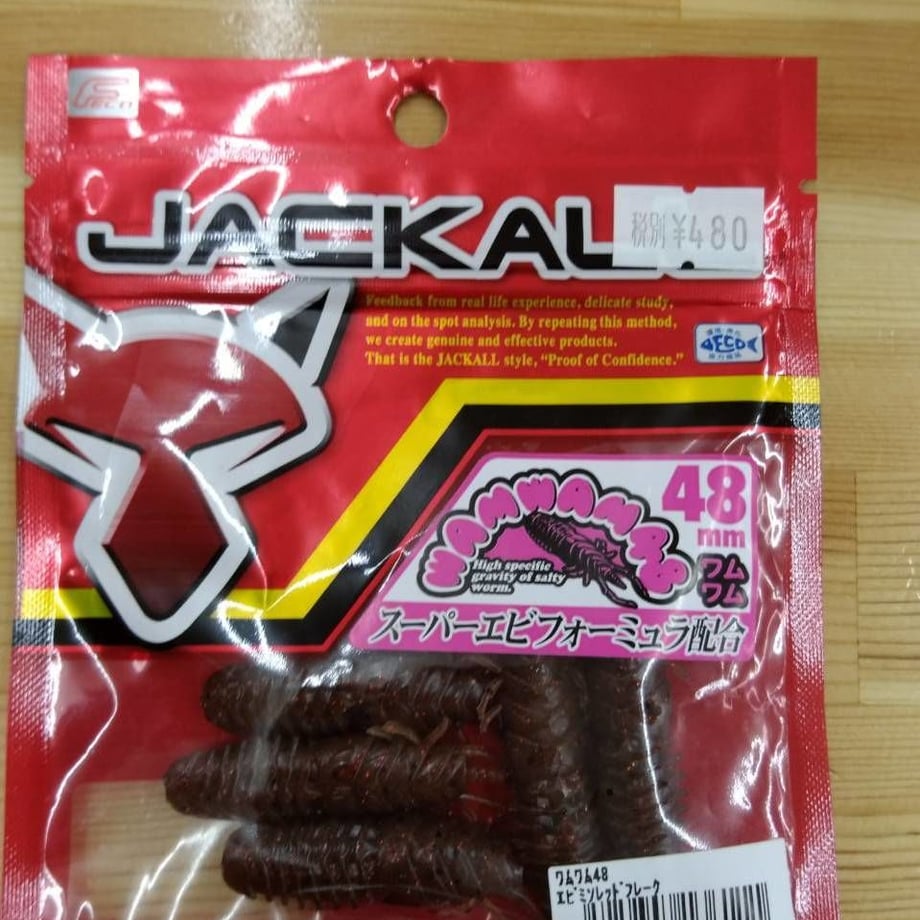 FECO
JACKALL
税別 ¥480
Feedback from real life experience, delicate study,
and on the spot analysis. By repeating this method,
we create genuine and effective products.
That is the JACKALL style, “Proof of Confidence.”
ECO
48
mm
WAMWAMu
High specific
gravity of salty
worm.
ワム
ワム
スーパーエビフォーミュラ配合
ワムワム48
エビミソレッドフレーク